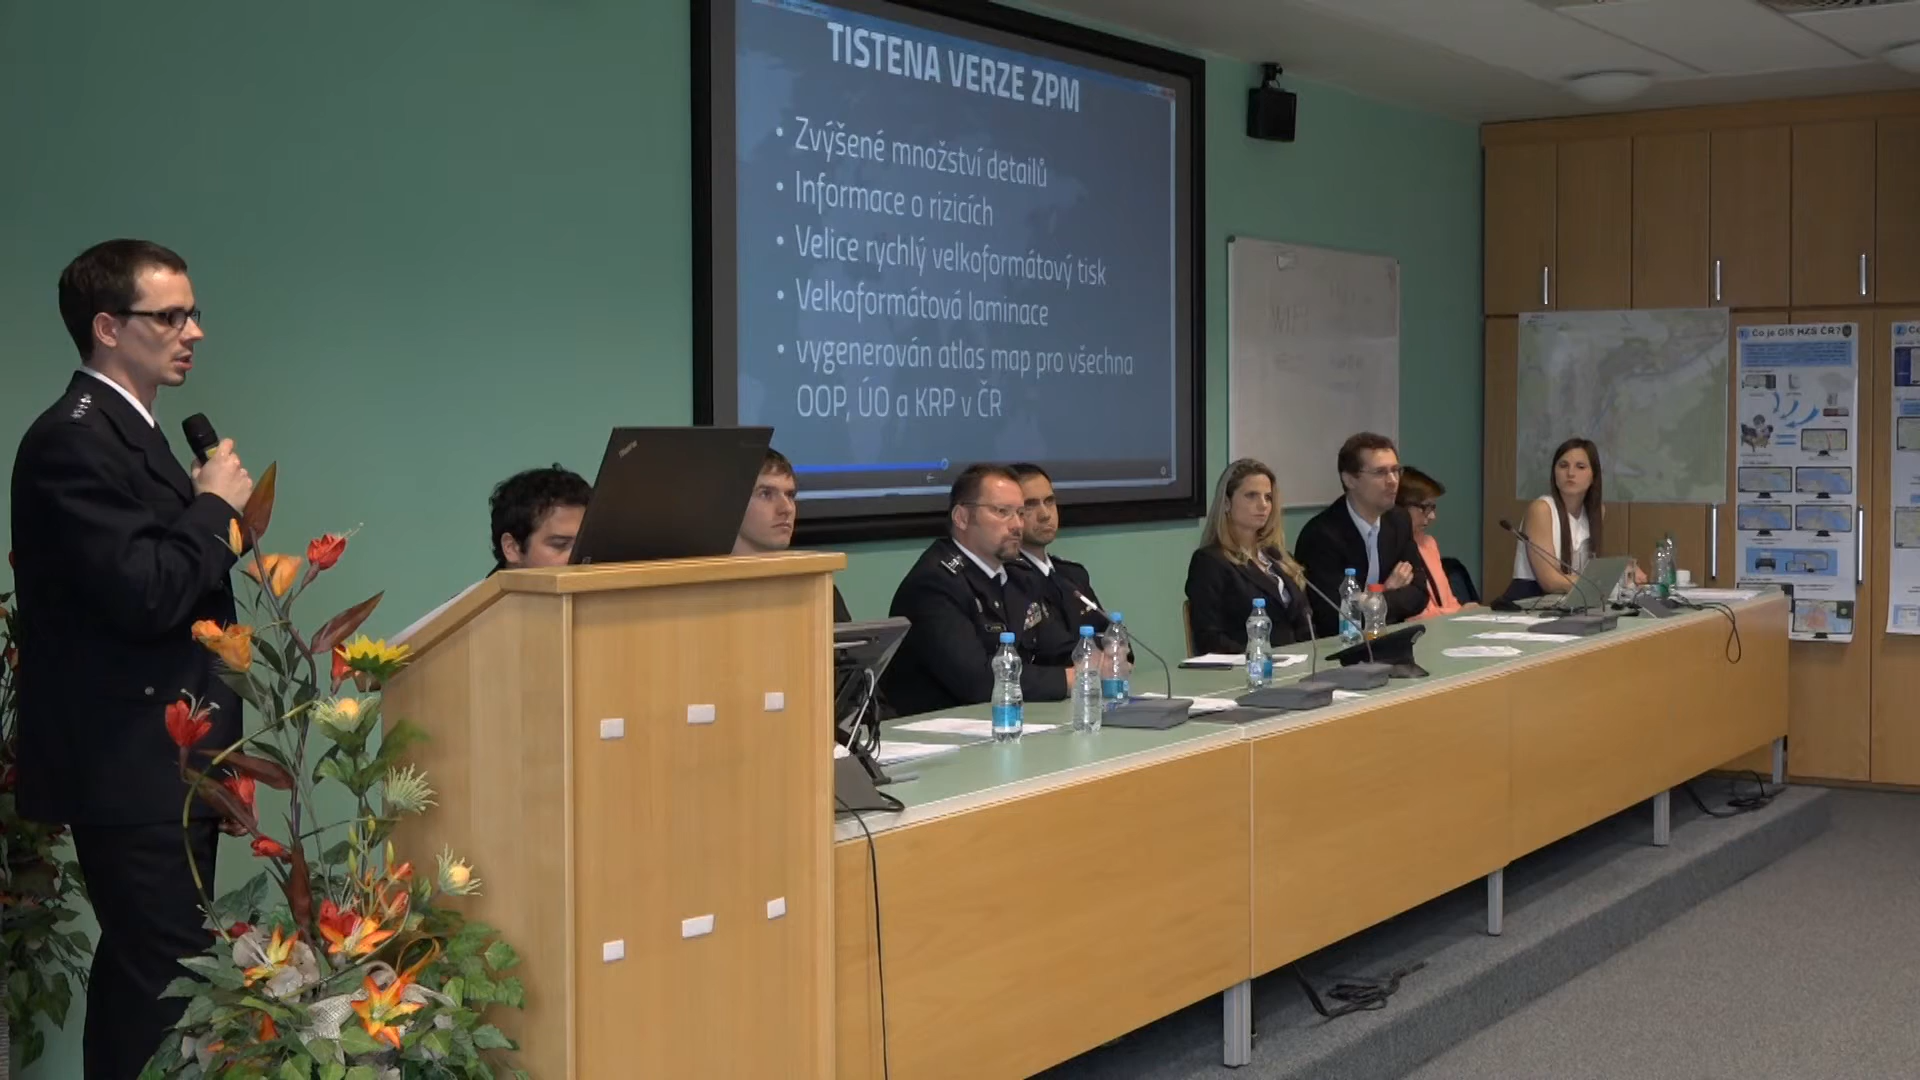 TISTENA VERZE ZPM
• Zvýšené množství detailů
• Informace o rizicích
• Velice rychlý velkoformátový tisk
• Velkoformátová laminace
• vygenerován atlas map pro všechna
OOP, ÚO a KRP v ČR
Co je GIS HZS ČR?